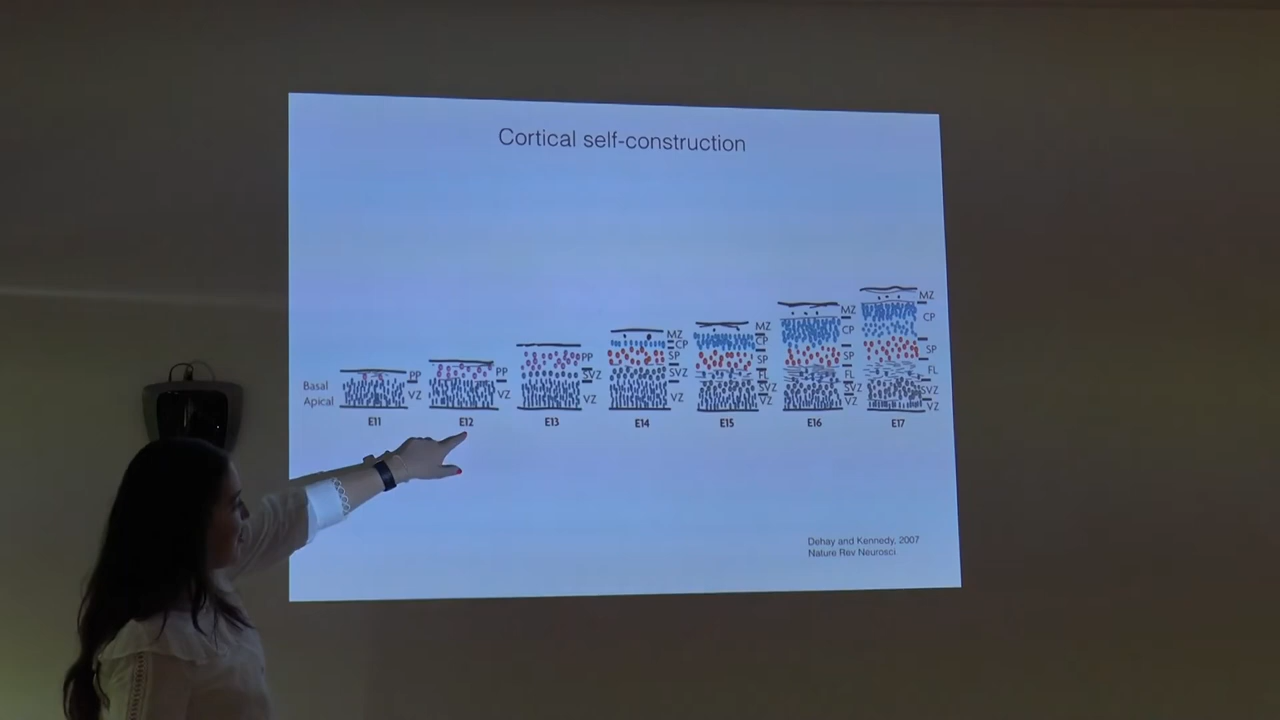 Cortical self-construction
Basal
Apical
PP
VZ
E11
PP
VZ
E12
PP
SVZ
VZ
E13
MZ
CP
SP
SVZ
VZ
E14
MZ
CP
SP
FL
SVZ
VZ
E15
MZ
CP
SP
FL
SVZ
VZ
E16
MZ
CP
SP
FL
SVZ
VZ
E17
Dehay and Kennedy, 2007
Nature Rev Neurosci